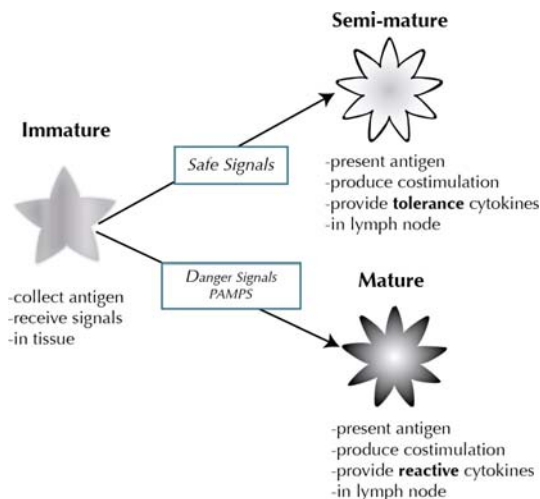 Semi-mature
Immature
Safe Signals
-present antigen
-produce costimulation
-provide tolerance cytokines
-in lymph node
Danger Signals
PAMPS
Mature
-collect antigen
-receive signals
-in tissue
-present antigen
-produce costimulation
-provide reactive cytokines
-in lymph node